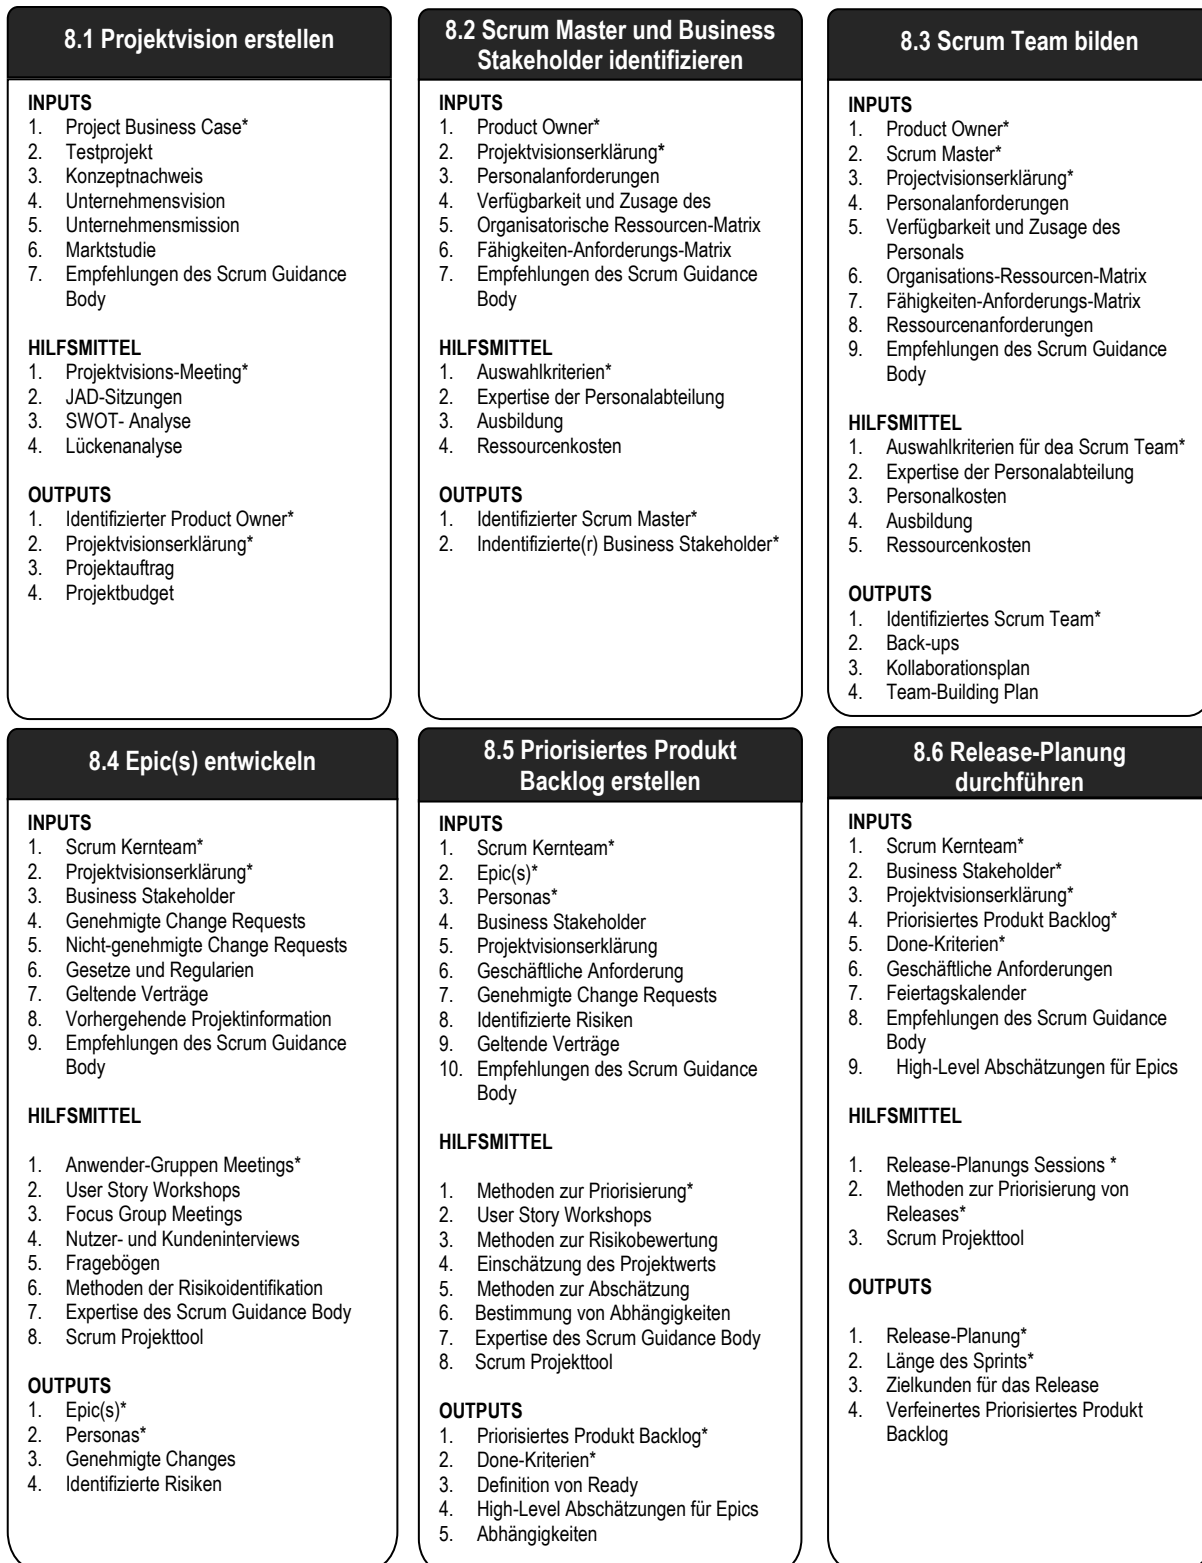 8.1 Projektvision erstellen
INPUTS
1. Project Business Case*
2. Testprojekt
3. Konzeptnachweis
4. Unternehmensvision
5. Unternehmensmission
6. Marktstudie
7. Empfehlungen des Scrum Guidance
Body
HILFSMITTEL
1. Projektvisions-Meeting*
2. JAD-Sitzungen
3. SWOT- Analyse
4. Lückenanalyse
OUTPUTS
1. Identifizierter Product Owner*
2. Projektvisionserklärung*
3. Projektauftrag
4. Projektbudget
8.2 Scrum Master und Business
Stakeholder identifizieren
INPUTS
1. Product Owner*
2. Projektvisionserklärung*
3. Personalanforderungen
4. Verfügbarkeit und Zusage des
5. Organisatorische Ressourcen-Matrix
6. Fähigkeiten-Anforderungs-Matrix
7. Empfehlungen des Scrum Guidance
Body
HILFSMITTEL
1. Auswahlkriterien*
2. Expertise der Personalabteilung
3. Ausbildung
4. Ressourcenkosten
OUTPUTS
1. Identifizierter Scrum Master*
2. Indentifizierte(r) Business Stakeholder*
8.3 Scrum Team bilden
INPUTS
1. Product Owner*
2. Scrum Master*
3. Projectvisionserklärung*
4. Personalanforderungen
5. Verfügbarkeit und Zusage des
Personals
6. Organisations-Ressourcen-Matrix
7. Fähigkeiten-Anforderungs-Matrix
8. Ressourcenanforderungen
9. Empfehlungen des Scrum Guidance
Body
HILFSMITTEL
1. Auswahlkriterien für dea Scrum Team*
2. Expertise der Personalabteilung
3. Personalkosten
4. Ausbildung
5. Ressourcenkosten
OUTPUTS
1. Identifiziertes Scrum Team*
2. Back-ups
3. Kollaborationsplan
4. Team-Building Plan
8.4 Epic(s) entwickeln
INPUTS
1. Scrum Kernteam*
2. Projektvisionserklärung*
3. Business Stakeholder
4. Genehmigte Change Requests
5. Nicht-genehmigte Change Requests
6. Gesetze und Regularien
7. Geltende Verträge
8. Vorhergehende Projektinformation
9. Empfehlungen des Scrum Guidance
Body
HILFSMITTEL
1. Anwender-Gruppen Meetings*
2. User Story Workshops
3. Focus Group Meetings
4. Nutzer- und Kundeninterviews
5. Fragebögen
6. Methoden der Risikoidentifikation
7. Expertise des Scrum Guidance Body
8. Scrum Projekttool
OUTPUTS
1. Epic(s)*
2. Personas*
3. Genehmigte Changes
4. Identifizierte Risiken
8.5 Priorisiertes Produkt
Backlog erstellen
INPUTS
1. Scrum Kernteam*
2. Epic(s)*
3. Personas*
4. Business Stakeholder
5. Projektvisionserklärung
6. Geschäftliche Anforderung
7. Genehmigte Change Requests
8. Identifizierte Risiken
9. Geltende Verträge
10. Empfehlungen des Scrum Guidance
Body
HILFSMITTEL
1. Methoden zur Priorisierung*
2. User Story Workshops
3. Methoden zur Risikobewertung
4. Einschätzung des Projektwerts
5. Methoden zur Abschätzung
6. Bestimmung von Abhängigkeiten
7. Expertise des Scrum Guidance Body
8. Scrum Projekttool
OUTPUTS
1. Priorisiertes Produkt Backlog*
2. Done-Kriterien*
3. Definition von Ready
4. High-Level Abschätzungen für Epics
5. Abhängigkeiten
8.6 Release-Planung
durchführen
INPUTS
1. Scrum Kernteam*
2. Business Stakeholder*
3. Projektvisionserklärung*
4. Priorisiertes Produkt Backlog*
5. Done-Kriterien*
6. Geschäftliche Anforderungen
7. Feiertagskalender
8. Empfehlungen des Scrum Guidance
Body
9. High-Level Abschätzungen für Epics
HILFSMITTEL
1. Release-Planungs Sessions *
2. Methoden zur Priorisierung von
Releases*
3. Scrum Projekttool
OUTPUTS
1. Release-Planung*
2. Länge des Sprints*
3. Zielkunden für das Release
4. Verfeinertes Priorisiertes Produkt
Backlog